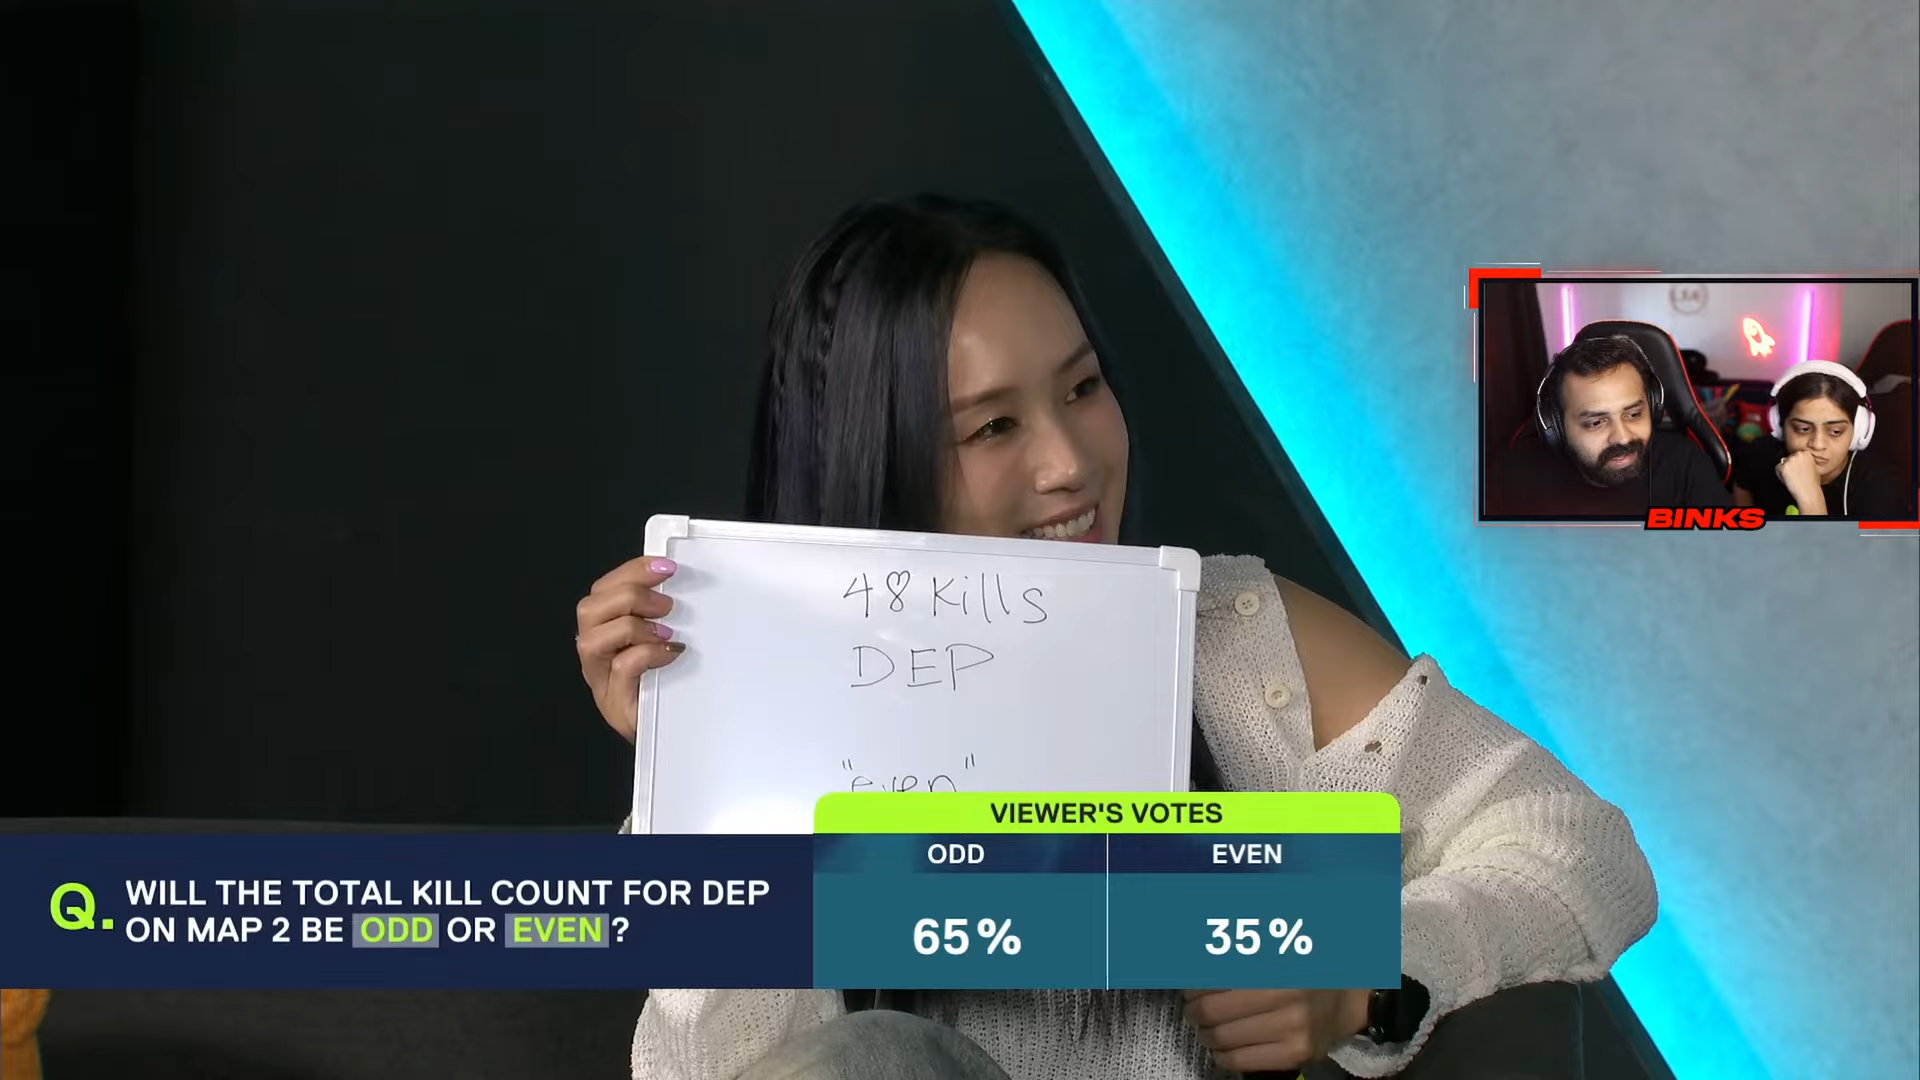 48 Kills
DEP
"even"
BINKS
VIEWER'S VOTES
ODD
EVEN
Q. WILL THE TOTAL KILL COUNT FOR DEP
ON MAP 2 BE ODD OR EVEN?
65%
35%